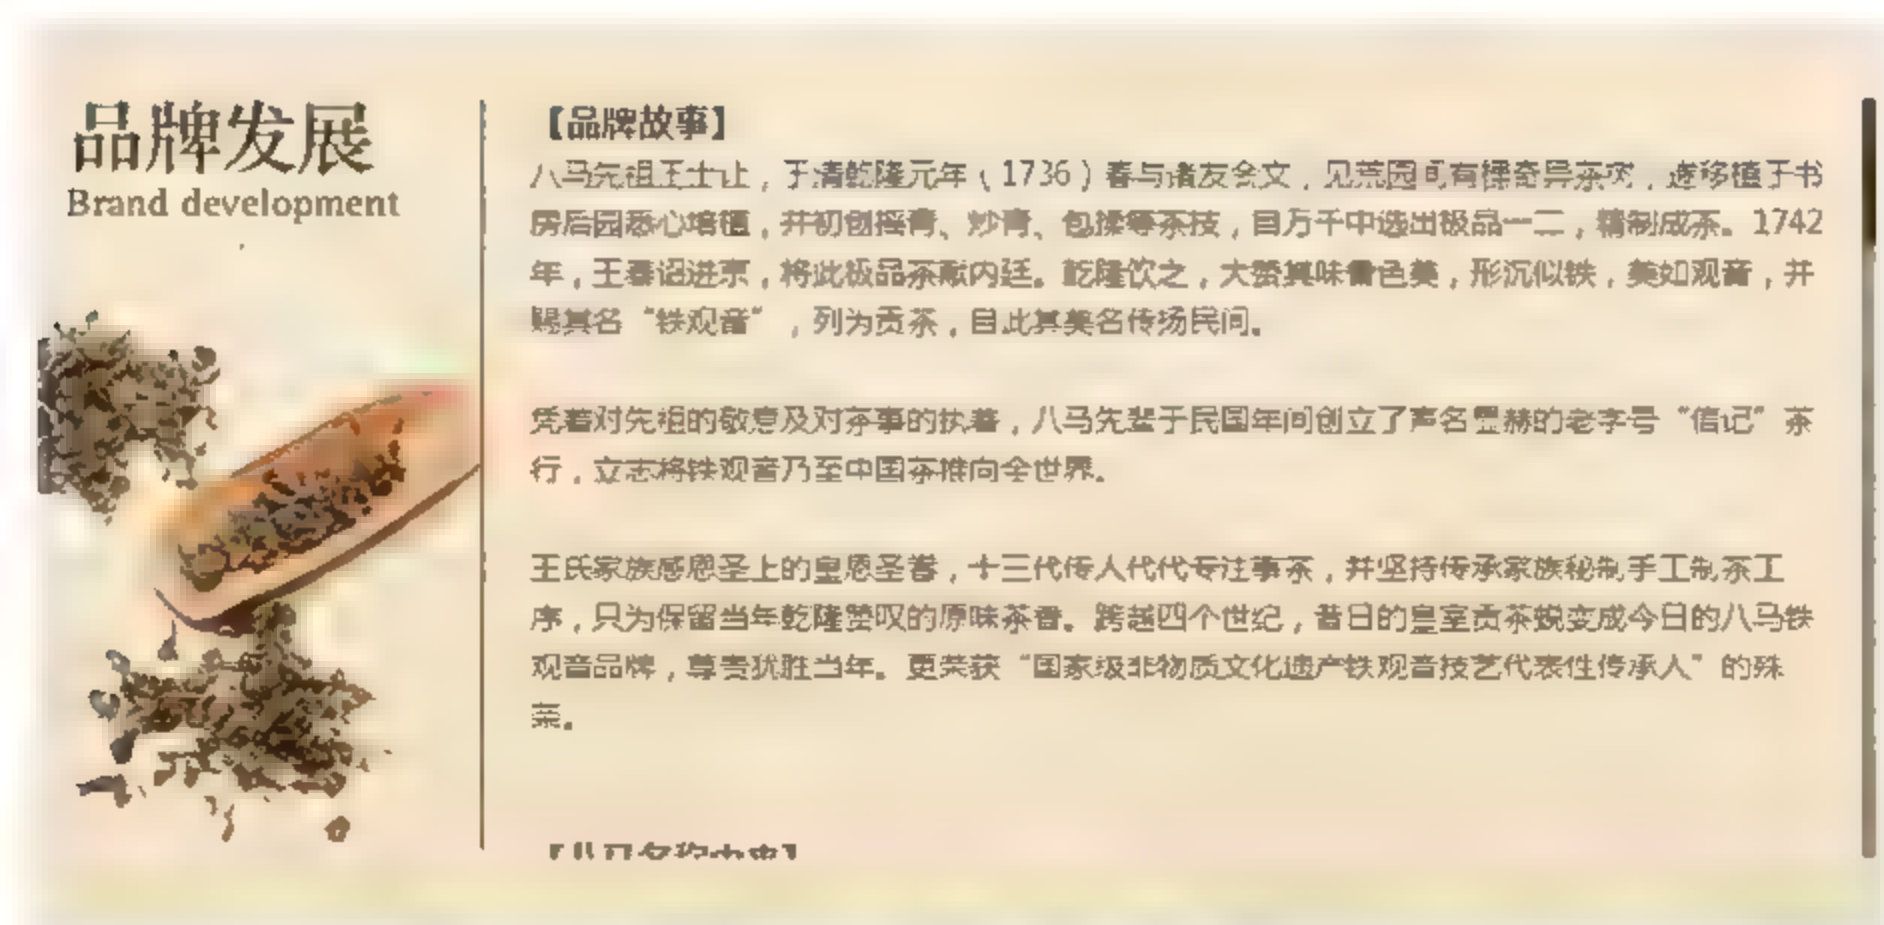 品牌发展
Brand development
【品牌故事】
八马先祖王士让，于清乾隆元年（1736）春与诸友会文，见荒园间有棵奇异茶树，遂移植于书
房后园悉心培植，并初创摇青、炒青、包揉等茶技，自万千中选出极品一二，精制成茶。1742
年，王奉诏进京，将此极品茶献内廷。乾隆饮之，大赞其味香色美，形沉似铁，美如观音，并
赐其名“铁观音”，列为贡茶，自此其美名传扬民间。
凭着对先祖的敬意及对茶事的执着，八马先辈于民国年间创立了声名显赫的老字号“信记”茶
行，立志将铁观音乃至中国茶推向全世界。
王氏家族感恩圣上的皇恩圣誉，十三代传人代代专注事茶，并坚持传承家族秘制手工制茶工
序，只为保留当年乾隆赞叹的原味茶香。跨越四个世纪，昔日的皇室贡茶蜕变成今日的八马铁
观音品牌，尊贵犹胜当年。更荣获“国家级非物质文化遗产铁观音技艺代表性传承人”的殊
荣。